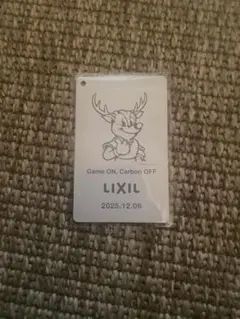 Game ON, Carbon OFF
LIXIL
2025.12.06